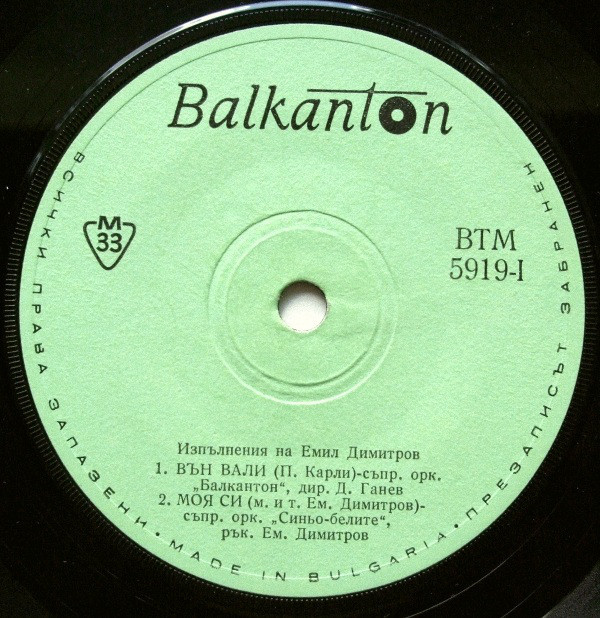 Balkanton
M
33
BTM
5919-I
Изпълнения на Емил Димитров
1. ВЪН ВАЛИ (П. Карли)-съпр. орк.
„Балкантон“, дир. Д. Ганев
2. МОЯ СИ (м. и т. Ем. Димитров)-
съпр. орк. „Синьо-белите“,
рък. Ем. Димитров
ВСИЧКИ ПРАВА ЗАПАЗЕНИ • MADE IN BULGARIA • ПРЕЗАПИСЪТ ЗАБРАНЕН